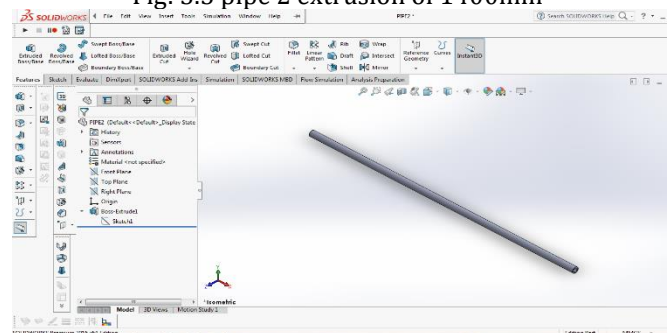 Fig. 3.3 pipe 2 extrusion of 1400mm
SOLIDWORKS
File Edit View Insert Tools Simulation Window Help
PIPE2 *
Search SOLIDWORKS Help
Extruded Boss/Base
Revolved Boss/Base
Swept Boss/Base
Lofted Boss/Base
Boundary Boss/Base
Extruded Cut
Hole Wizard
Revolved Cut
Swept Cut
Lofted Cut
Boundary Cut
Fillet
Linear Pattern
Rib
Draft
Shell
Wrap
Intersect
Mirror
Reference Geometry
Curves
Instant3D
Features Sketch Evaluate DimXpert SOLIDWORKS Add-Ins Simulation SOLIDWORKS MBD Flow Simulation Analysis Preparation
PIPE2 (Default<<Default>_Display State
History
Sensors
Annotations
Material <not specified>
Front Plane
Top Plane
Right Plane
Origin
Boss-Extrude1
Sketch1
*Isometric
Model 3D Views Motion Study 1